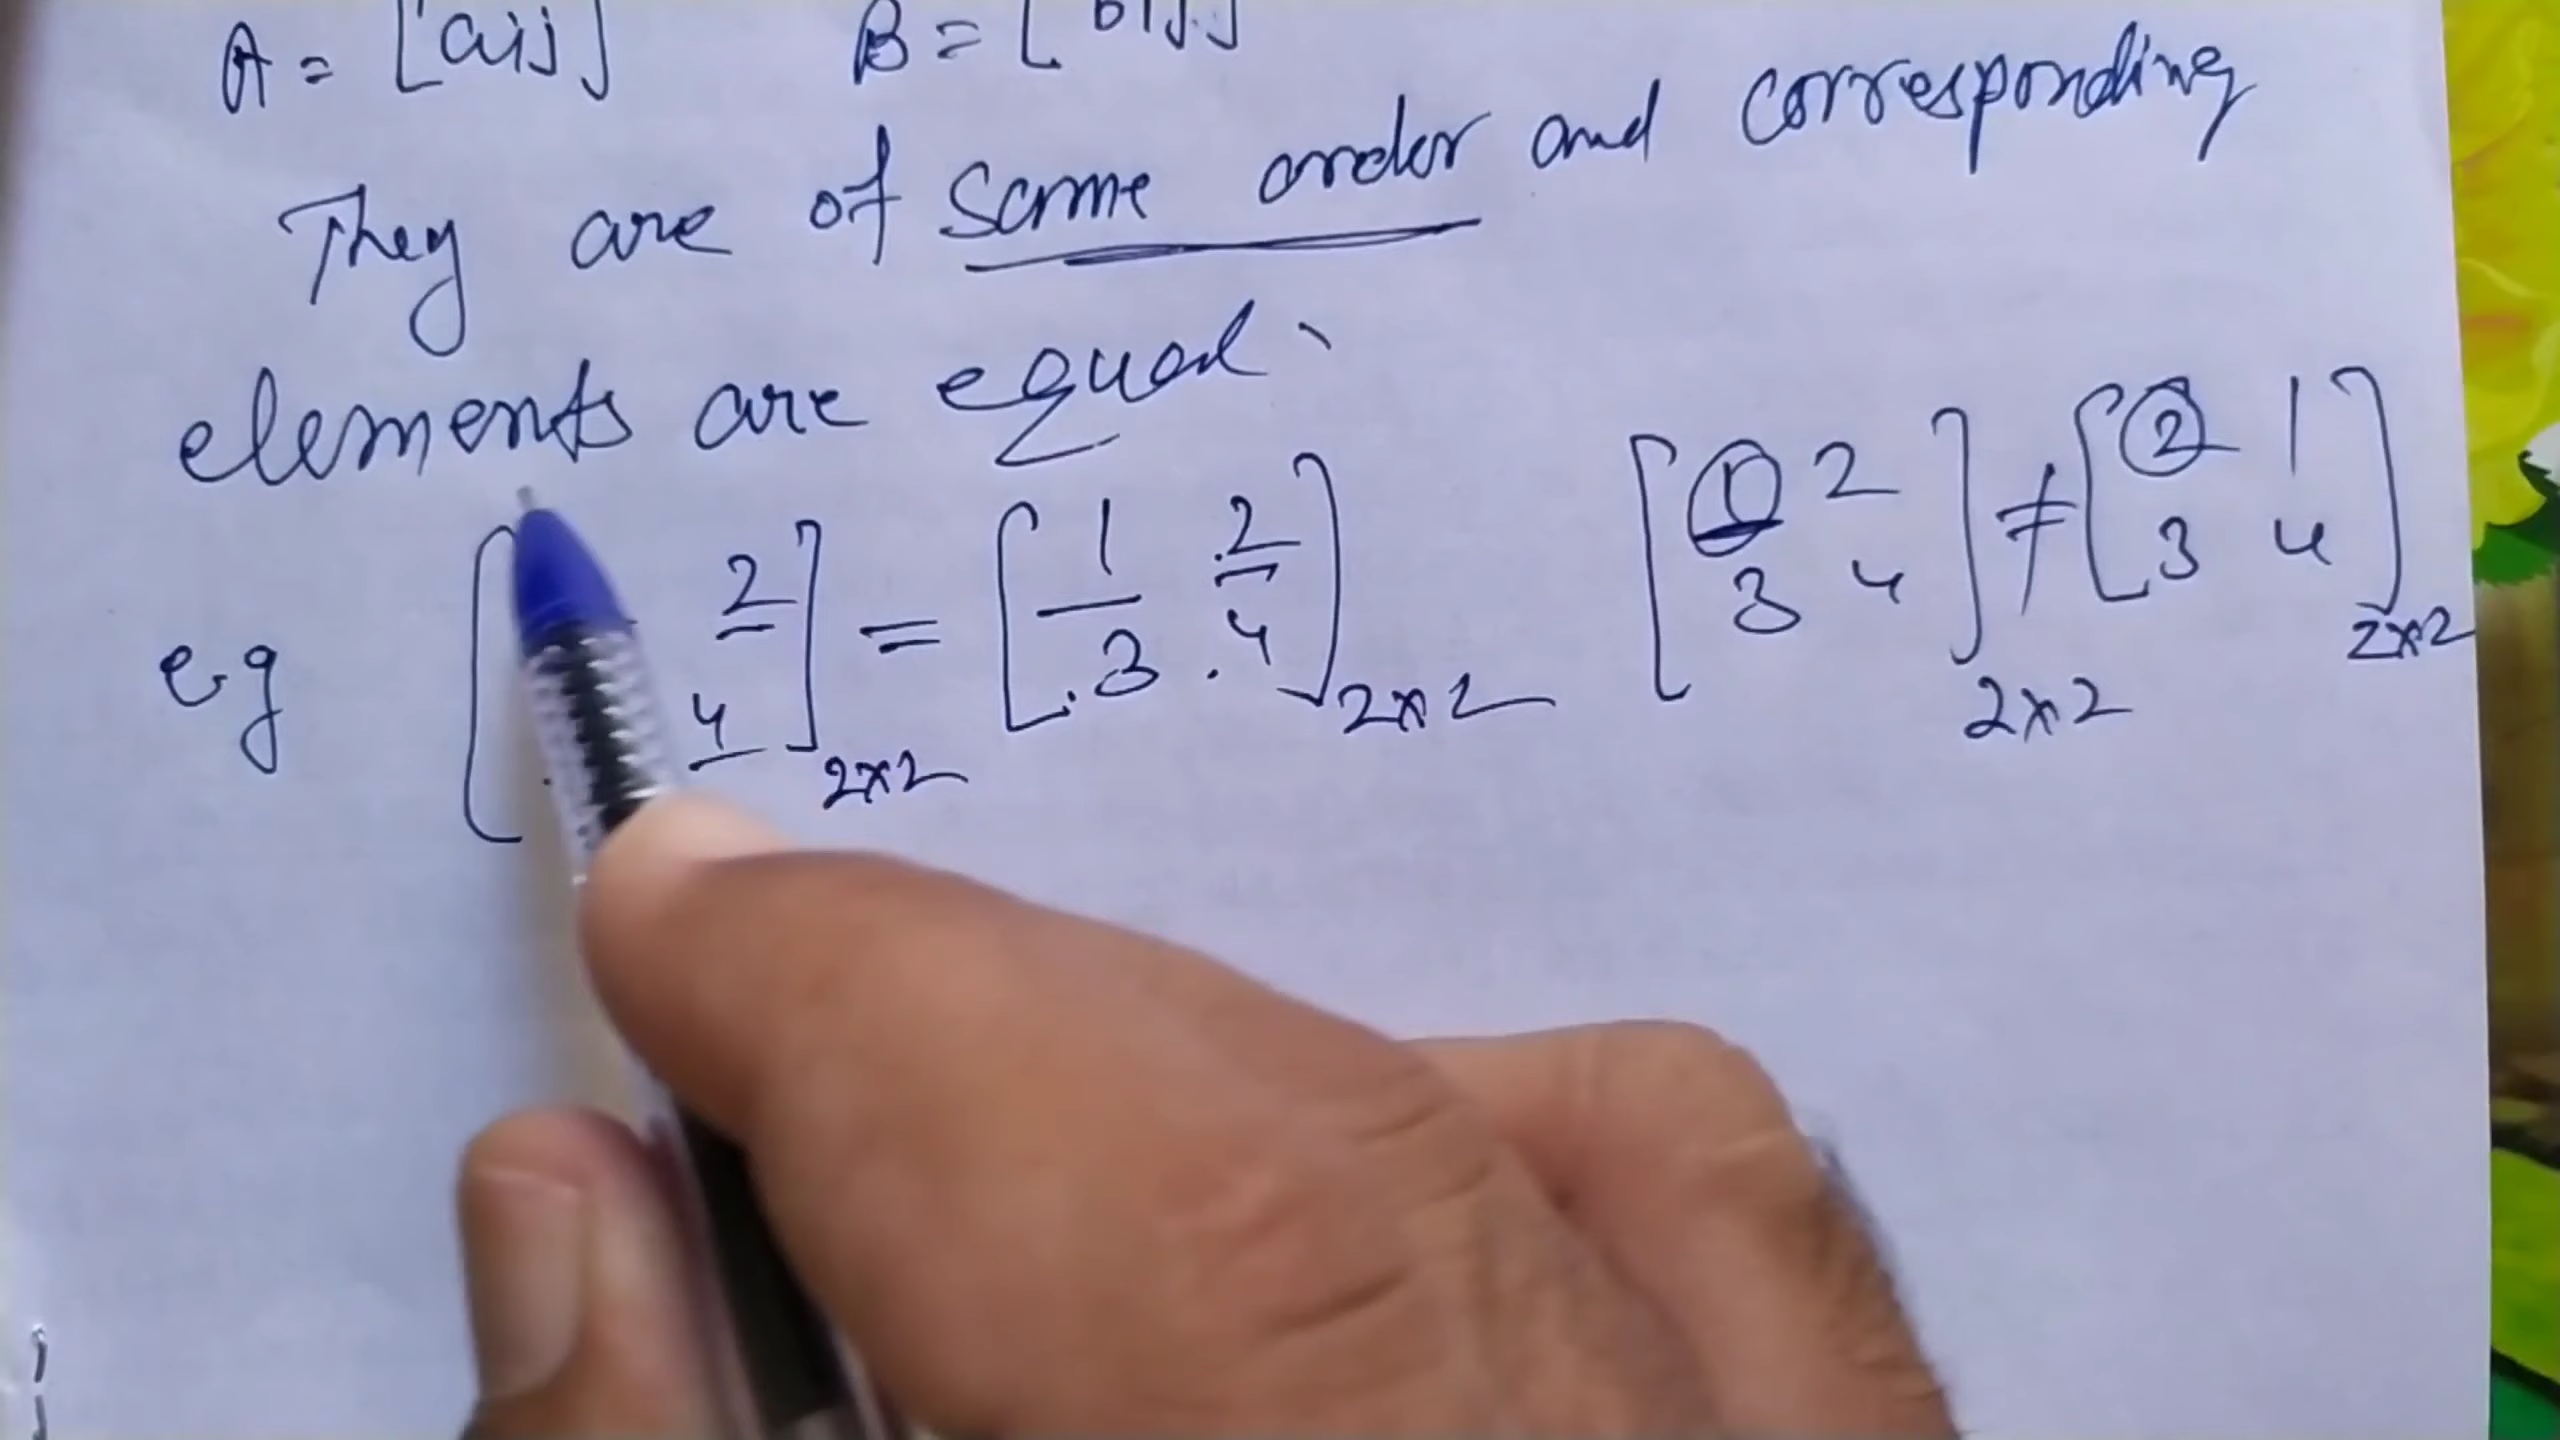 A = [aij] B = [bij]
They are of same order and corresponding
elements are equal.
eg [ 2 ] = [ 1 2 ] [ 1 2 ] ≠ [ 2 1 ]
4 .3 .4 3 4 3 4
2x2 2x2 2x2 2x2